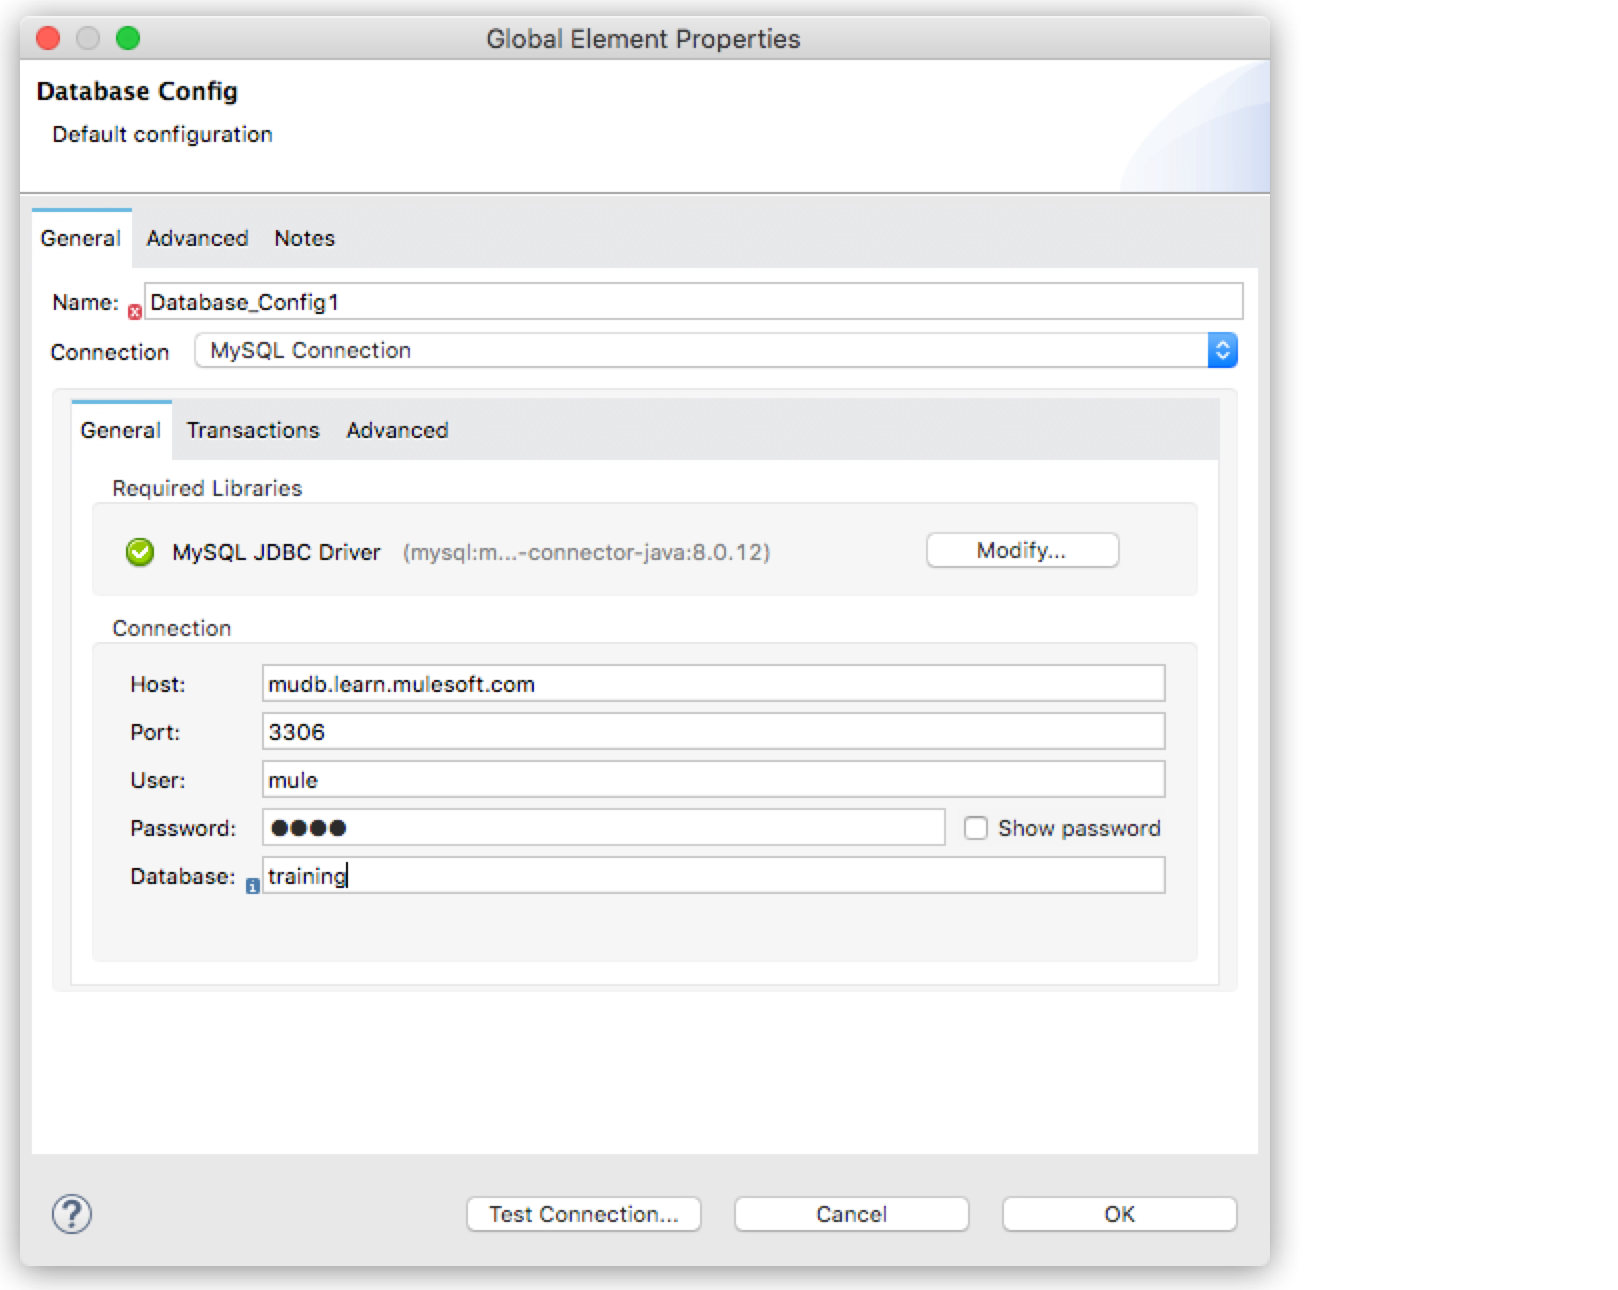 Global Element Properties
Database Config
Default configuration
General Advanced Notes
Name: Database_Config1
Connection MySQL Connection
General Transactions Advanced
Required Libraries
MySQL JDBC Driver (mysql:m...-connector-java:8.0.12) Modify...
Connection
Host: mudb.learn.mulesoft.com
Port: 3306
User: mule
Password: ●●●● Show password
Database: training
? Test Connection... Cancel OK